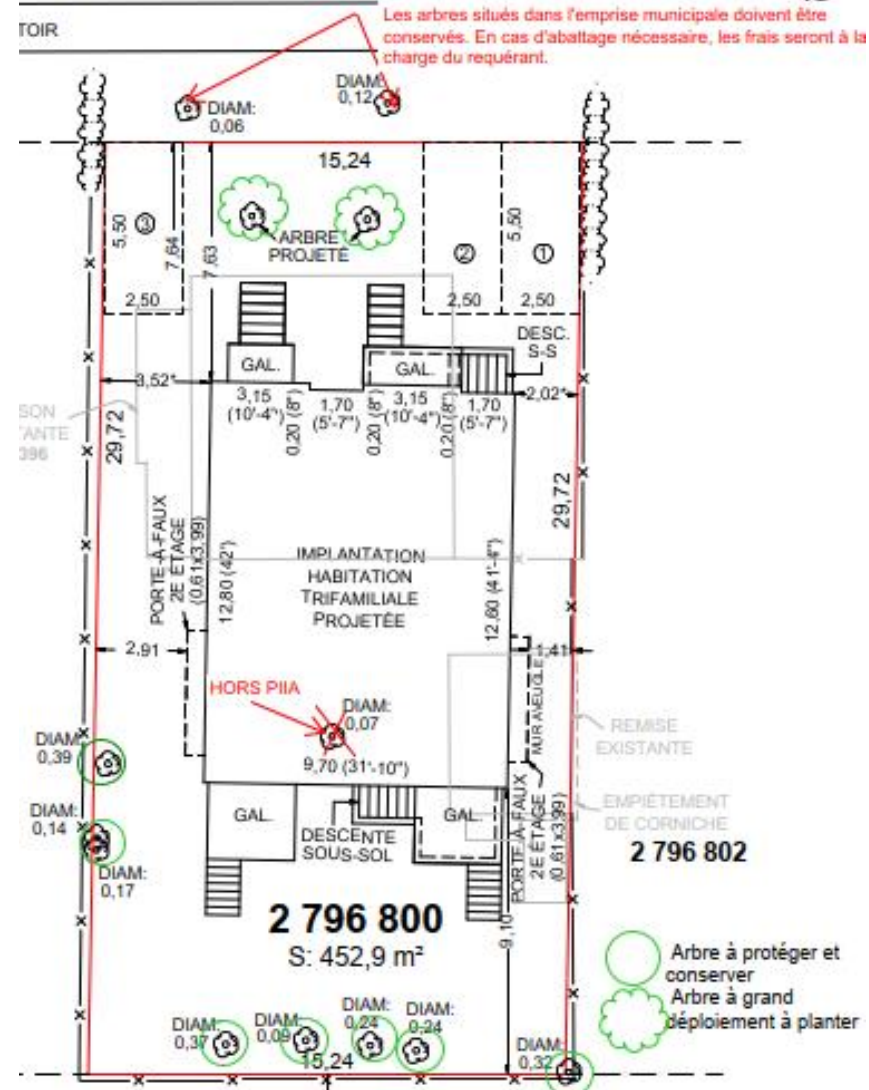 Les arbres situés dans l'emprise municipale doivent être
conservés. En cas d'abattage nécessaire, les frais seront à la
charge du requérant.
TOIR
DIAM:
0,06
DIAM:
0,12
15,24
5,50
③
7,64
7,63
2,50
ARBRE
PROJETÉ
②
5,50
①
2,50
2,50
DESC.
S-S
GAL.
GAL.
3,52*
2,02*
3,15
(10'-4")
0,20 (8")
1,70
(5'-7")
0,20 (8")
3,15
(10'-4")
0,20 (8")
1,70
(5'-7")
SON
TANTE
396
29,72
29,72
PORTE-À-FAUX
2E ÉTAGE
(0,61x3,99)
12,80 (42')
IMPLANTATION
HABITATION
TRIFAMILIALE
PROJETÉE
12,60 (41'-4")
2,91
1,41
MUR AVEUGLE
HORS PIIA
DIAM:
0,07
9,70 (31'-10")
REMISE
EXISTANTE
DIAM:
0,39
DIAM:
0,14
DIAM:
0,17
GAL.
DESCENTE
SOUS-SOL
GAL.
PORTE-À-FAUX
2E ÉTAGE
(0,61x3,99)
EMPIÈTEMENT
DE CORNICHE
2 796 802
2 796 800
S: 452,9 m²
9,10
Arbre à protéger et
conserver
Arbre à grand
déploiement à planter
DIAM:
0,37
DIAM:
0,09
DIAM:
0,24
DIAM:
0,24
DIAM:
0,32
15,24